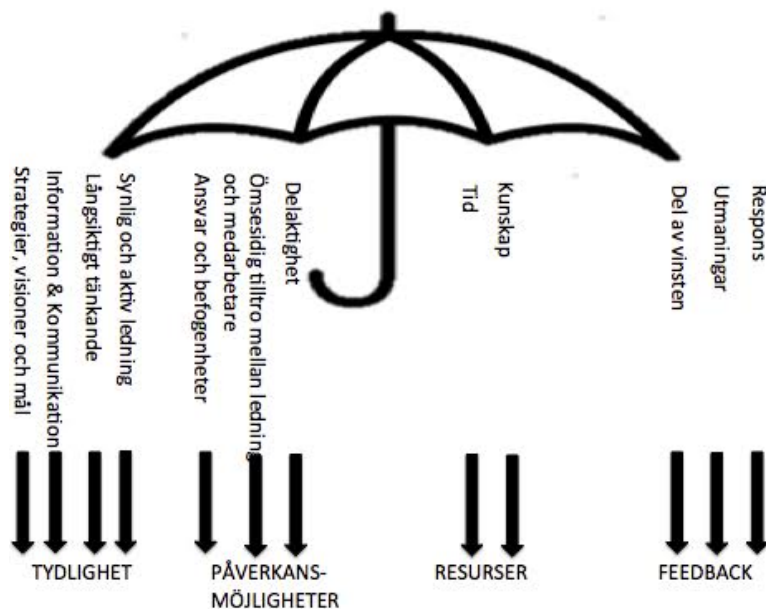 Strategier, visioner och mål
Information & Kommunikation
Långsiktigt tänkande
Synlig och aktiv ledning
Ansvar och befogenheter
Ömsesidig tilltro mellan ledning
och medarbetare
Delaktighet
Tid
Kunskap
Del av vinsten
Utmaningar
Respons
TYDLIGHET
PÅVERKANS-
MÖJLIGHETER
RESURSER
FEEDBACK